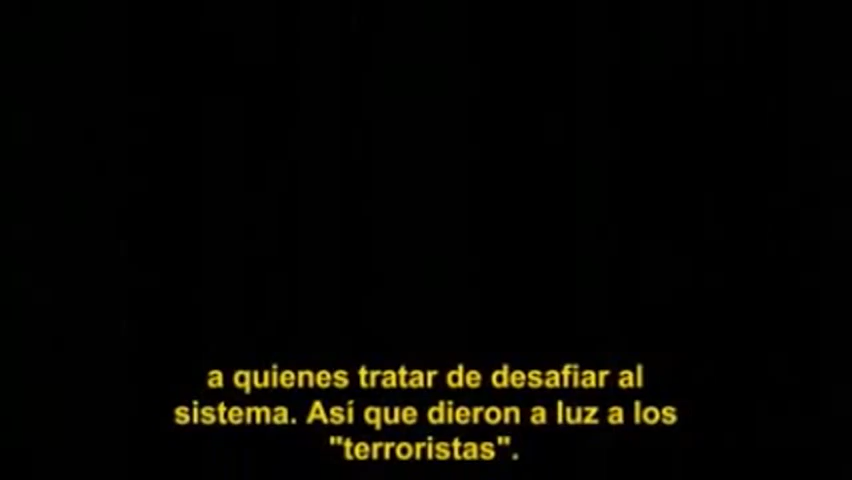 a quienes tratar de desafiar al
sistema. Así que dieron a luz a los
"terroristas".